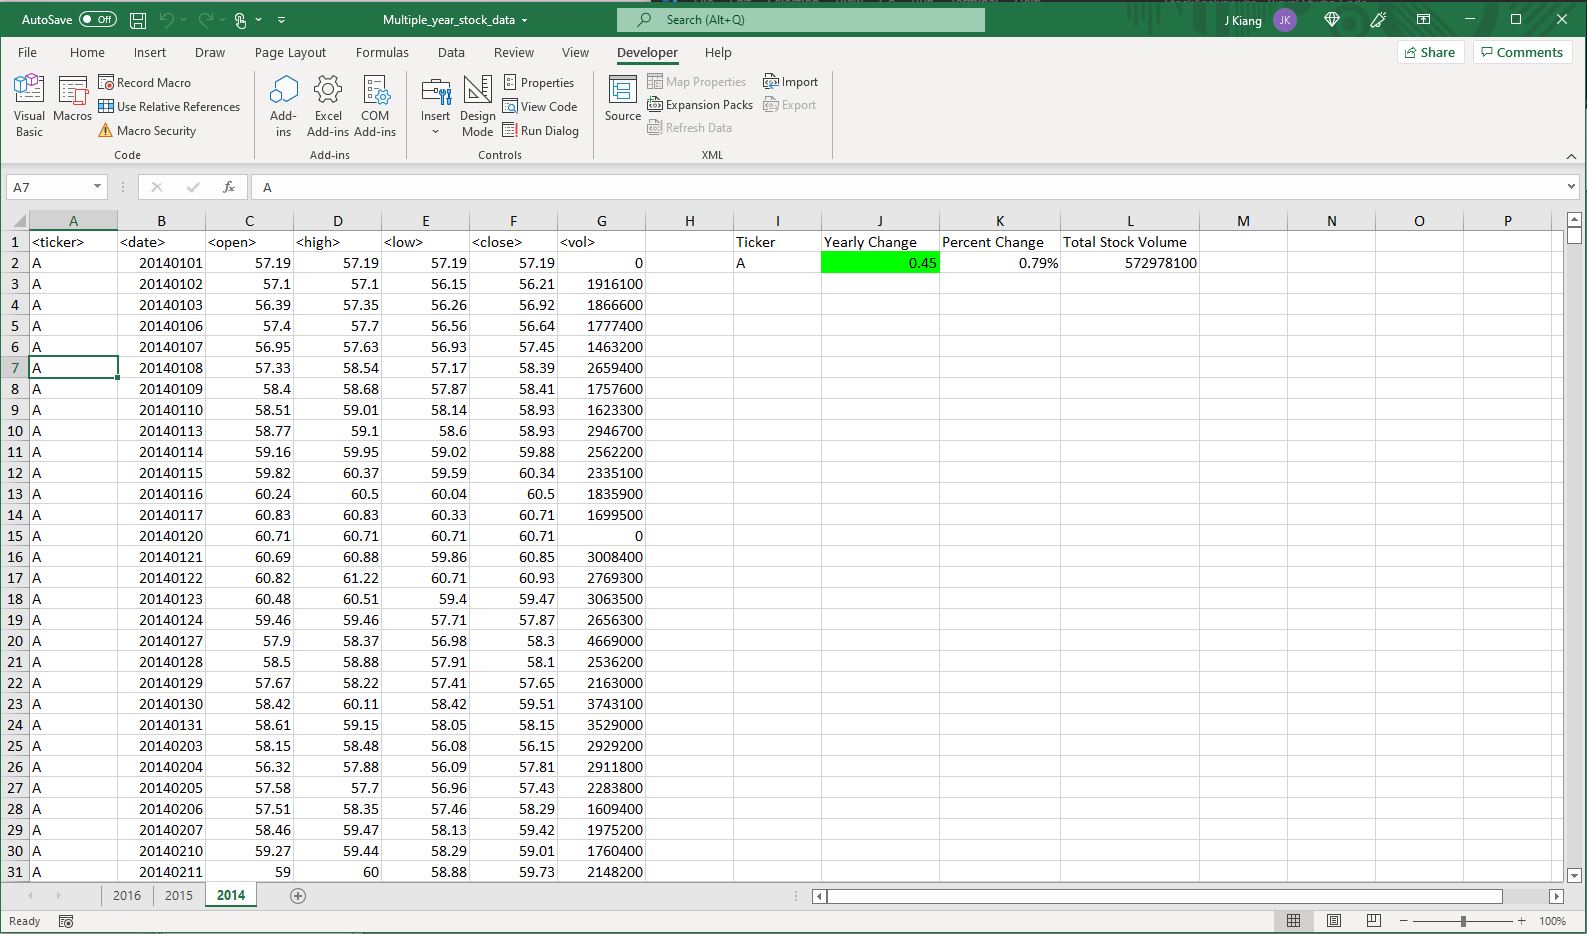 AutoSave Off Multiple_year_stock_data Search (Alt+Q) J Kiang JK
File Home Insert Draw Page Layout Formulas Data Review View Developer Help Share Comments
Visual Basic
Macros
Record Macro
Use Relative References
Macro Security
Code
Add-ins
Excel Add-ins
COM Add-ins
Add-ins
Insert
Design Mode
Properties
View Code
Run Dialog
Controls
Source
Map Properties
Expansion Packs
Refresh Data
Import
Export
XML
A7 fx A
A B C D E F G H I J K L M N O P
1 <ticker> <date> <open> <high> <low> <close> <vol> Ticker Yearly Change Percent Change Total Stock Volume
2 A 20140101 57.19 57.19 57.19 57.19 0 A 0.45 0.79% 572978100
3 A 20140102 57.1 57.1 56.15 56.21 1916100
4 A 20140103 56.39 57.35 56.26 56.92 1866600
5 A 20140106 57.4 57.7 56.56 56.64 1777400
6 A 20140107 56.95 57.63 56.93 57.45 1463200
7 A 20140108 57.33 58.54 57.17 58.39 2659400
8 A 20140109 58.4 58.68 57.87 58.41 1757600
9 A 20140110 58.51 59.01 58.14 58.93 1623300
10 A 20140113 58.77 59.1 58.6 58.93 2946700
11 A 20140114 59.16 59.95 59.02 59.88 2562200
12 A 20140115 59.82 60.37 59.59 60.34 2335100
13 A 20140116 60.24 60.5 60.04 60.5 1835900
14 A 20140117 60.83 60.83 60.33 60.71 1699500
15 A 20140120 60.71 60.71 60.71 60.71 0
16 A 20140121 60.69 60.88 59.86 60.85 3008400
17 A 20140122 60.82 61.22 60.71 60.93 2769300
18 A 20140123 60.48 60.51 59.4 59.47 3063500
19 A 20140124 59.46 59.46 57.71 57.87 2656300
20 A 20140127 57.9 58.37 56.98 58.3 4669000
21 A 20140128 58.5 58.88 57.91 58.1 2536200
22 A 20140129 57.67 58.22 57.41 57.65 2163000
23 A 20140130 58.42 60.11 58.42 59.51 3743100
24 A 20140131 58.61 59.15 58.05 58.15 3529000
25 A 20140203 58.15 58.48 56.08 56.15 2929200
26 A 20140204 56.32 57.88 56.09 57.81 2911800
27 A 20140205 57.58 57.7 56.96 57.43 2283800
28 A 20140206 57.51 58.35 57.46 58.29 1609400
29 A 20140207 58.46 59.47 58.13 59.42 1975200
30 A 20140210 59.27 59.44 58.29 59.01 1760400
31 A 20140211 59 60 58.88 59.73 2148200
2016 2015 2014
Ready 100%